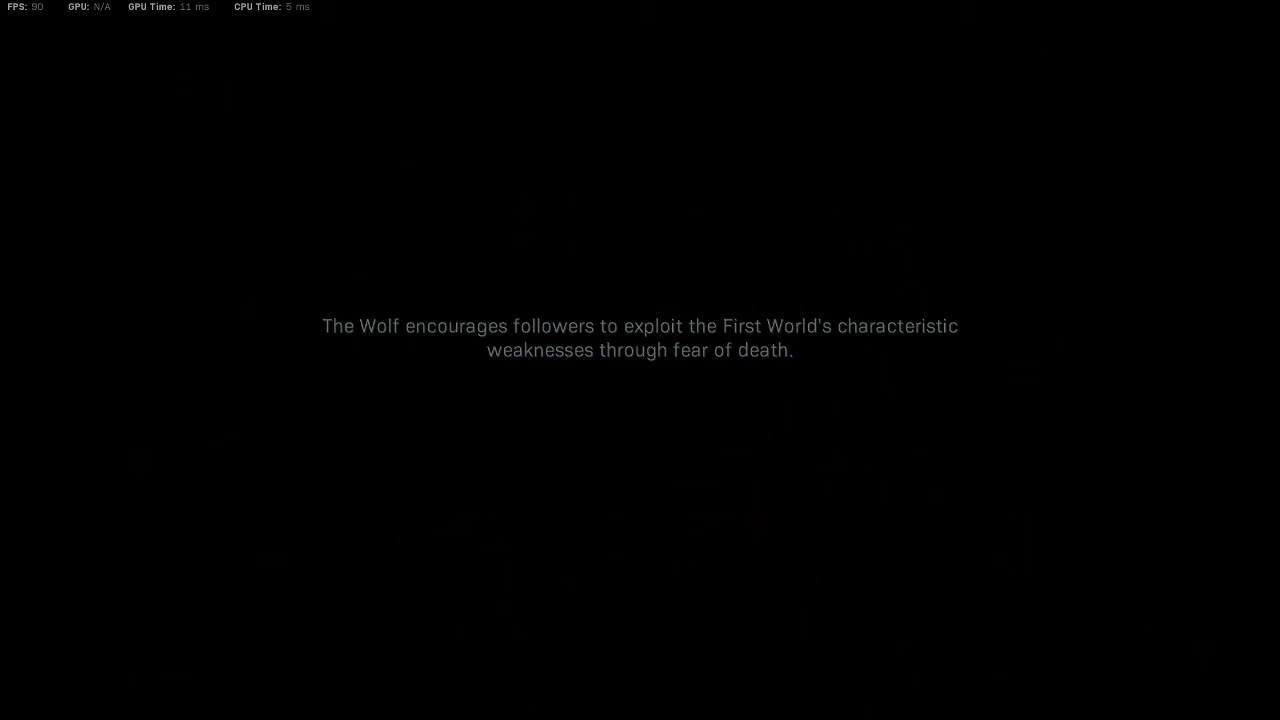 FPS: 90 GPU: N/A GPU Time: 11 ms CPU Time: 5 ms
The Wolf encourages followers to exploit the First World's characteristic
weaknesses through fear of death.